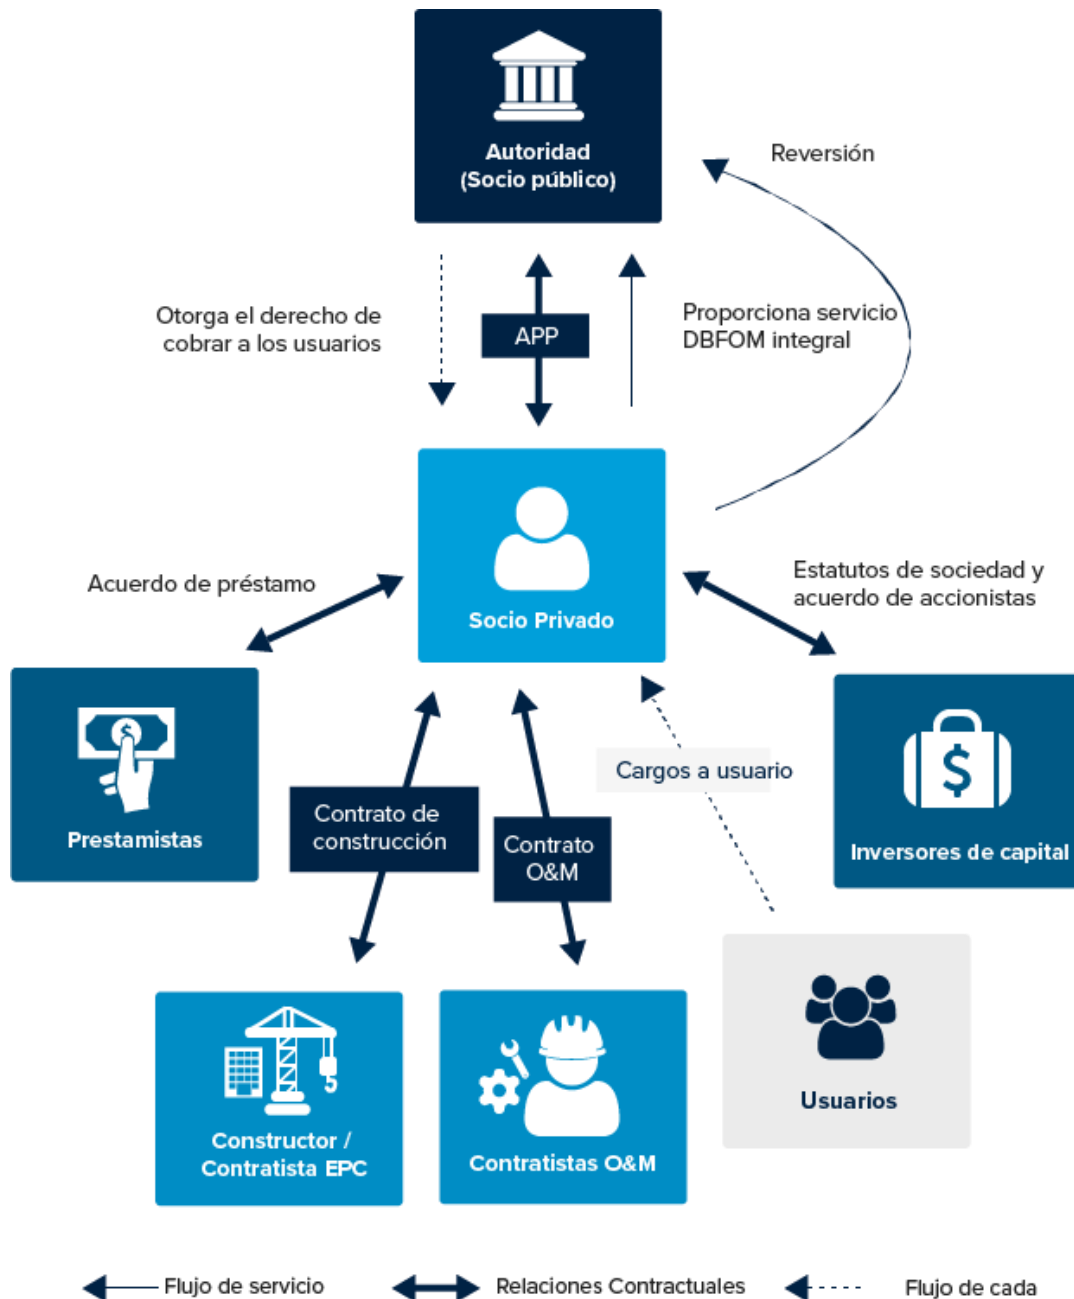 Autoridad
(Socio público)
Reversión
Otorga el derecho de
cobrar a los usuarios
APP
Proporciona servicio
DBFOM integral
Socio Privado
Acuerdo de préstamo
Estatutos de sociedad y
acuerdo de accionistas
Prestamistas
Contrato de
construcción
Contrato
O&M
Cargos a usuario
Inversores de capital
Constructor /
Contratista EPC
Contratistas O&M
Usuarios
Flujo de servicio
Relaciones Contractuales
Flujo de cada